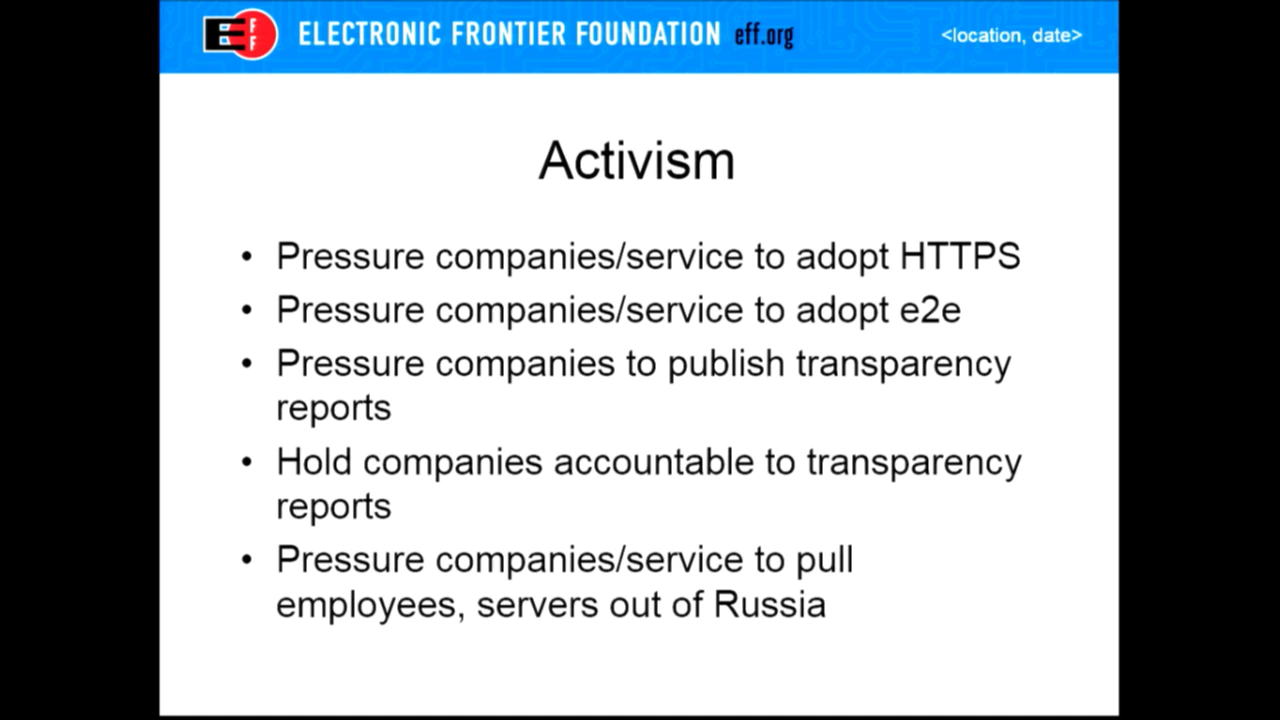 EFF ELECTRONIC FRONTIER FOUNDATION eff.org <location, date>
Activism
• Pressure companies/service to adopt HTTPS
• Pressure companies/service to adopt e2e
• Pressure companies to publish transparency
reports
• Hold companies accountable to transparency
reports
• Pressure companies/service to pull
employees, servers out of Russia